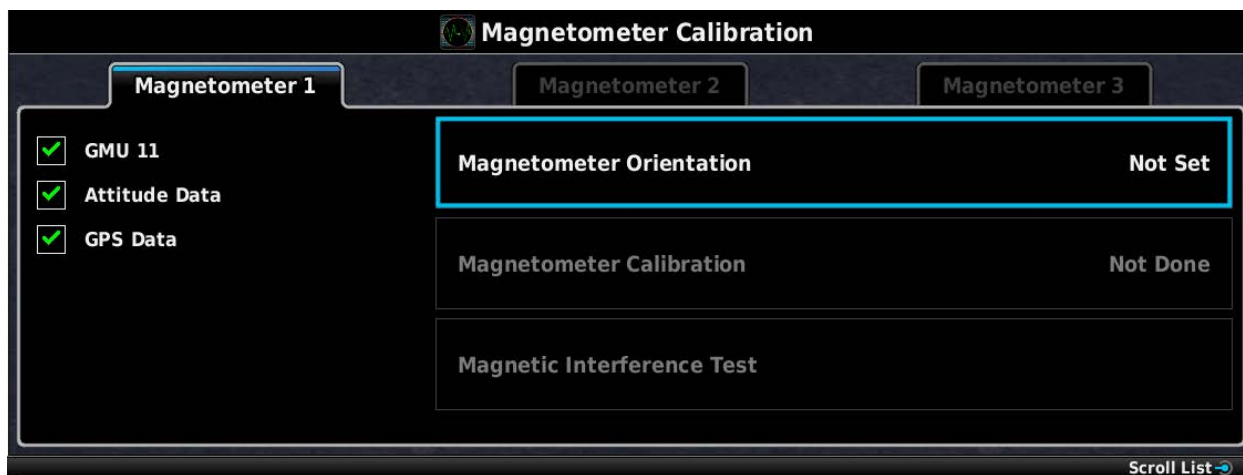 Magnetometer Calibration
Magnetometer 1
Magnetometer 2
Magnetometer 3
GMU 11
Attitude Data
GPS Data
Magnetometer Orientation Not Set
Magnetometer Calibration Not Done
Magnetic Interference Test
Scroll List